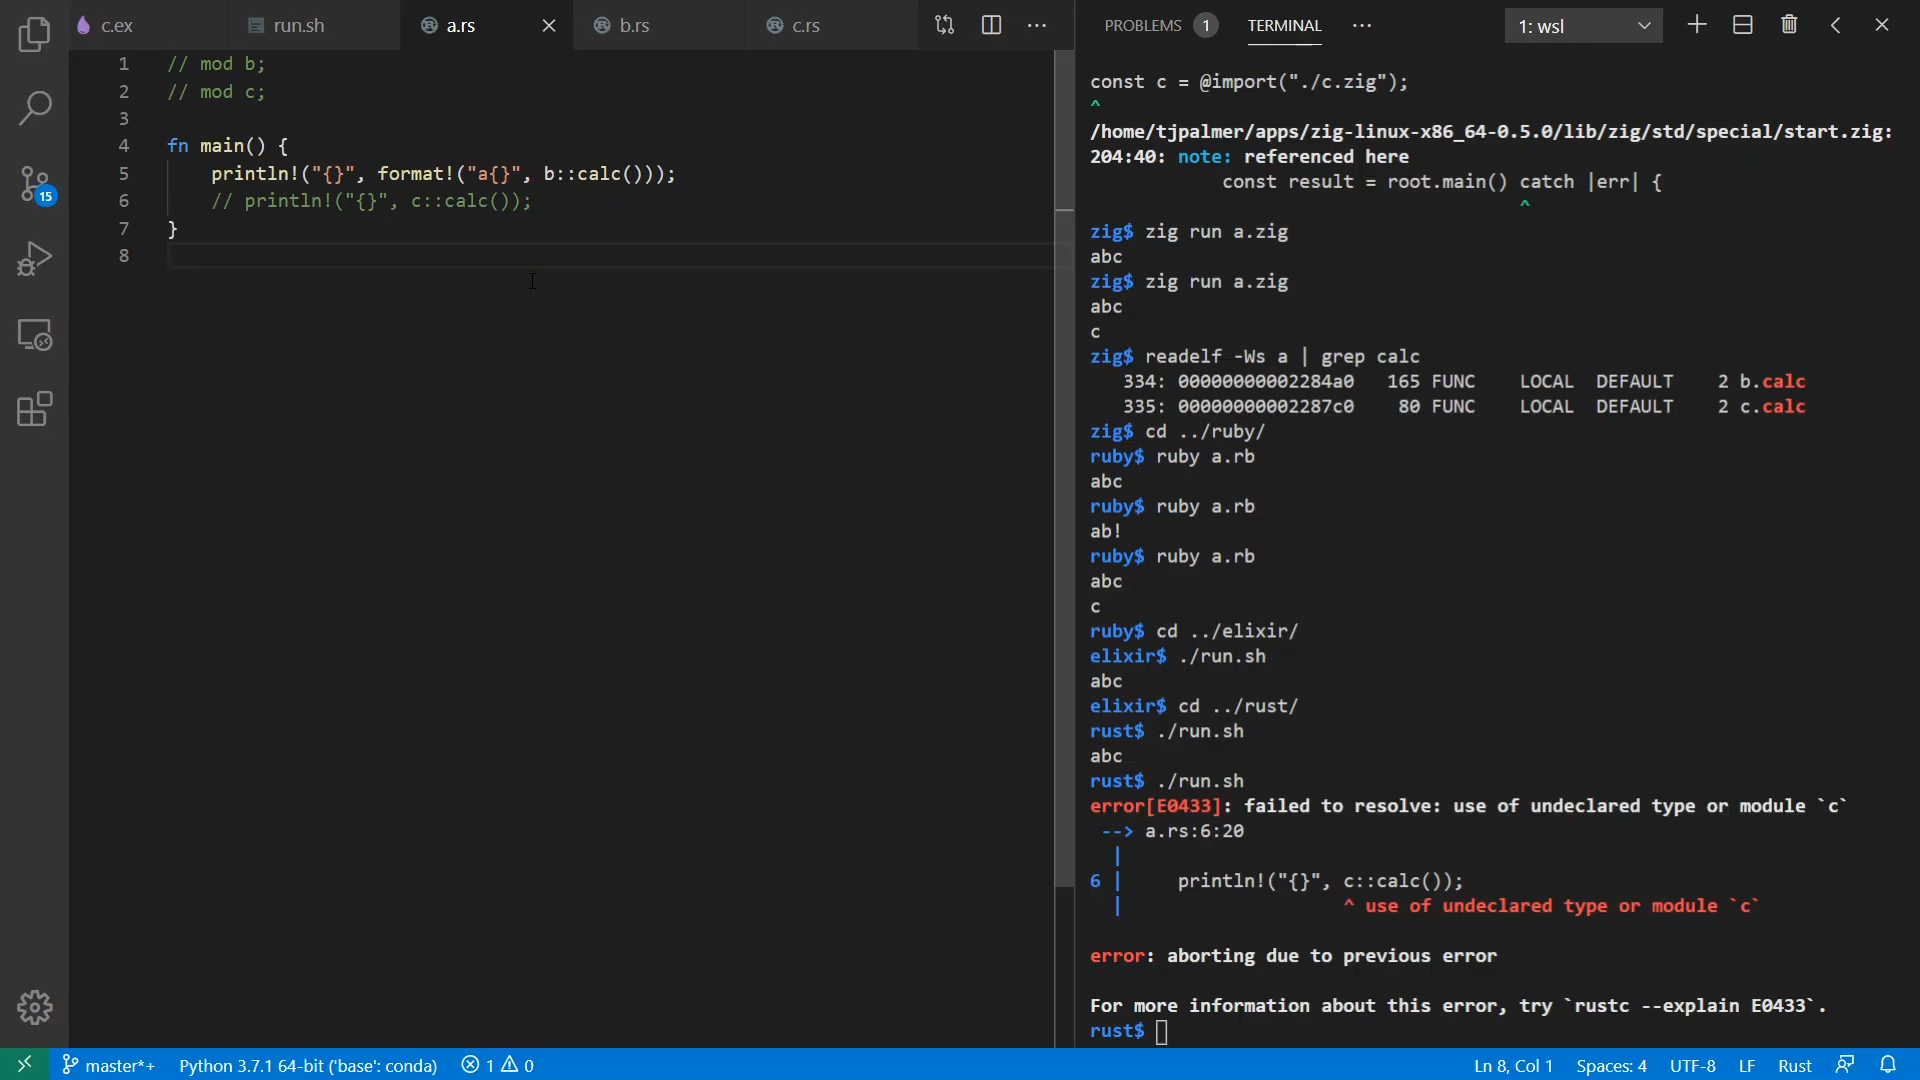 c.ex
run.sh
a.rs
b.rs
c.rs
PROBLEMS 1
TERMINAL
1: wsl
15
1 // mod b;
2 // mod c;
3
4 fn main() {
5 println!("{}", format!("a{}", b::calc()));
6 // println!("{}", c::calc());
7 }
8
const c = @import("./c.zig");
^
/home/tjpalmer/apps/zig-linux-x86_64-0.5.0/lib/zig/std/special/start.zig:
204:40: note: referenced here
const result = root.main() catch |err| {
^
zig$ zig run a.zig
abc
zig$ zig run a.zig
abc
c
zig$ readelf -Ws a | grep calc
334: 00000000002284a0 165 FUNC LOCAL DEFAULT 2 b.calc
335: 00000000002287c0 80 FUNC LOCAL DEFAULT 2 c.calc
zig$ cd ../ruby/
ruby$ ruby a.rb
abc
ruby$ ruby a.rb
ab!
ruby$ ruby a.rb
abc
c
ruby$ cd ../elixir/
elixir$ ./run.sh
abc
elixir$ cd ../rust/
rust$ ./run.sh
abc
rust$ ./run.sh
error[E0433]: failed to resolve: use of undeclared type or module `c`
--> a.rs:6:20
|
6 | println!("{}", c::calc());
| ^ use of undeclared type or module `c`
error: aborting due to previous error
For more information about this error, try `rustc --explain E0433`.
rust$
master*+
Python 3.7.1 64-bit ('base': conda)
1
0
Ln 8, Col 1
Spaces: 4
UTF-8
LF
Rust